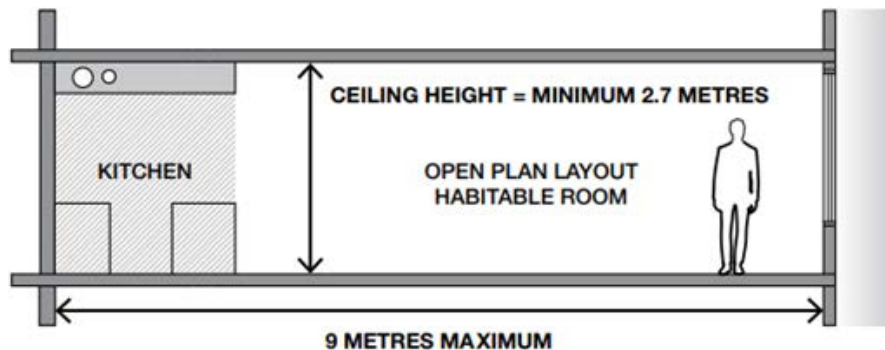 CEILING HEIGHT = MINIMUM 2.7 METRES
KITCHEN
OPEN PLAN LAYOUT
HABITABLE ROOM
9 METRES MAXIMUM